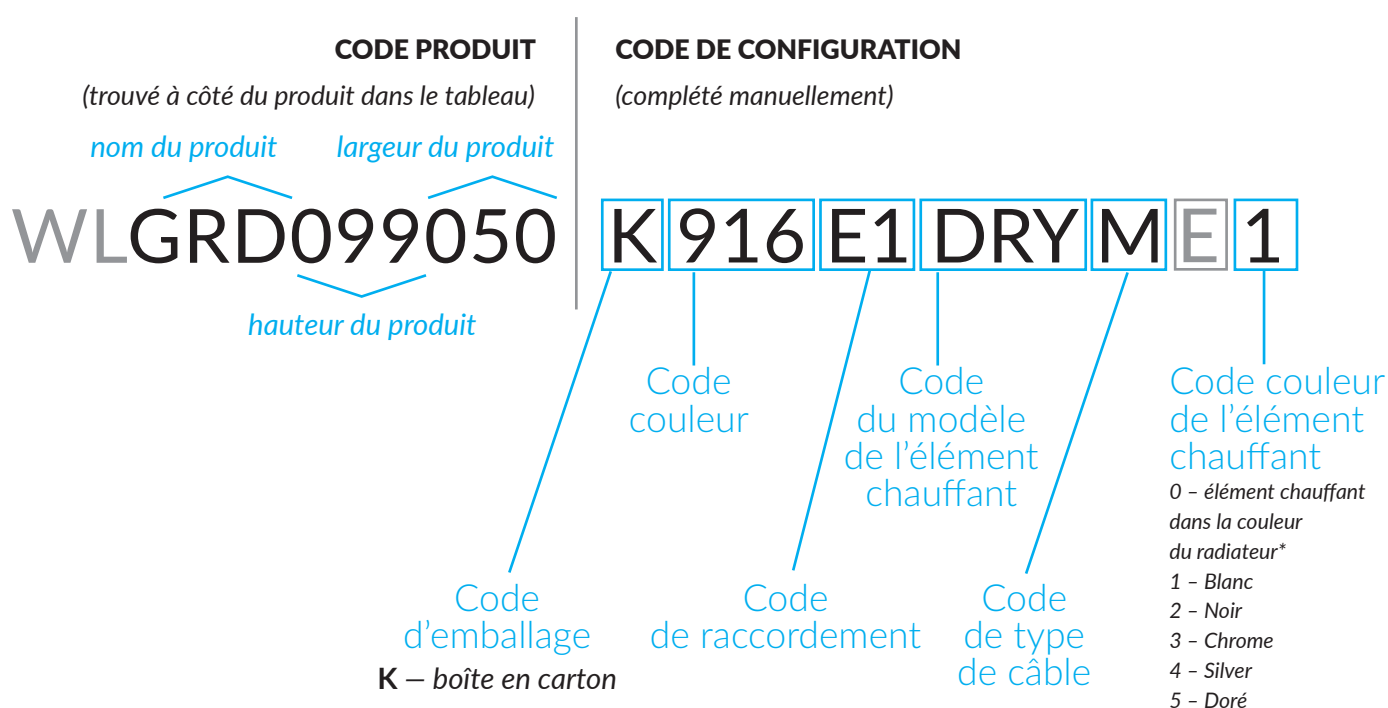 CODE PRODUIT
(trouvé à côté du produit dans le tableau)
nom du produit
largeur du produit
CODE DE CONFIGURATION
(complété manuellement)
WLGRD099050
K 916 E1 DRY M E 1
hauteur du produit
Code
couleur
Code
du modèle
de l'élément
chauffant
Code couleur
de l'élément
chauffant
0 – élément chauffant
dans la couleur
du radiateur*
1 – Blanc
2 – Noir
3 – Chrome
4 – Silver
5 – Doré
Code
d'emballage
K – boîte en carton
Code
de raccordement
Code
de type
de câble